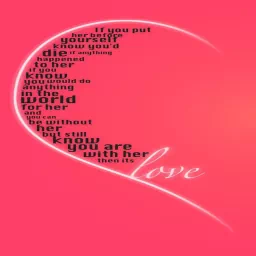 if you put
her before
yourself
know you'd
die if anything
happened
to her
if you
know
you would do
anything
in the
world
for her
and
you can
be without
her
but still
know
you are
with her
then its
love